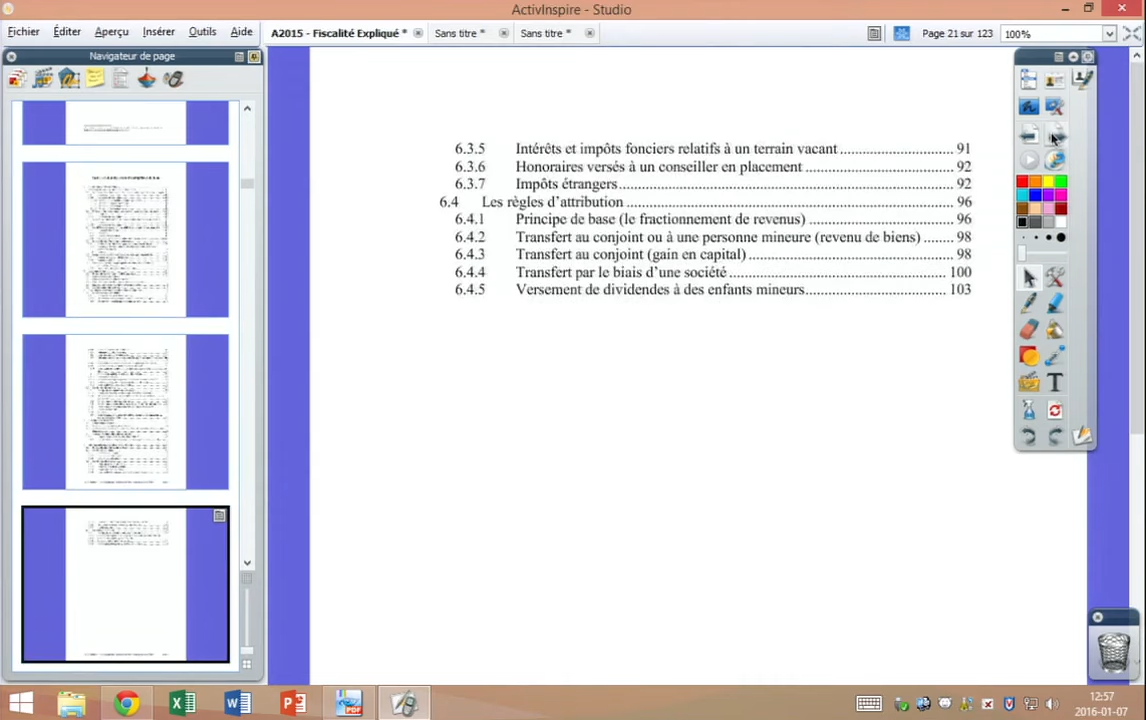 ActivInspire - Studio
Fichier Éditer Aperçu Insérer Outils Aide
A2015 - Fiscalité Expliqué * Sans titre * Sans titre * Page 21 sur 123 100%
Navigateur de page
6.3.5 Intérêts et impôts fonciers relatifs à un terrain vacant 91
6.3.6 Honoraires versés à un conseiller en placement 92
6.3.7 Impôts étrangers 92
6.4 Les règles d'attribution 96
6.4.1 Principe de base (le fractionnement de revenus) 96
6.4.2 Transfert au conjoint ou à une personne mineure (revenu de biens) 98
6.4.3 Transfert au conjoint (gain en capital) 98
6.4.4 Transfert par le biais d'une société 100
6.4.5 Versement de dividendes à des enfants mineurs 103
12:57
2016-01-07